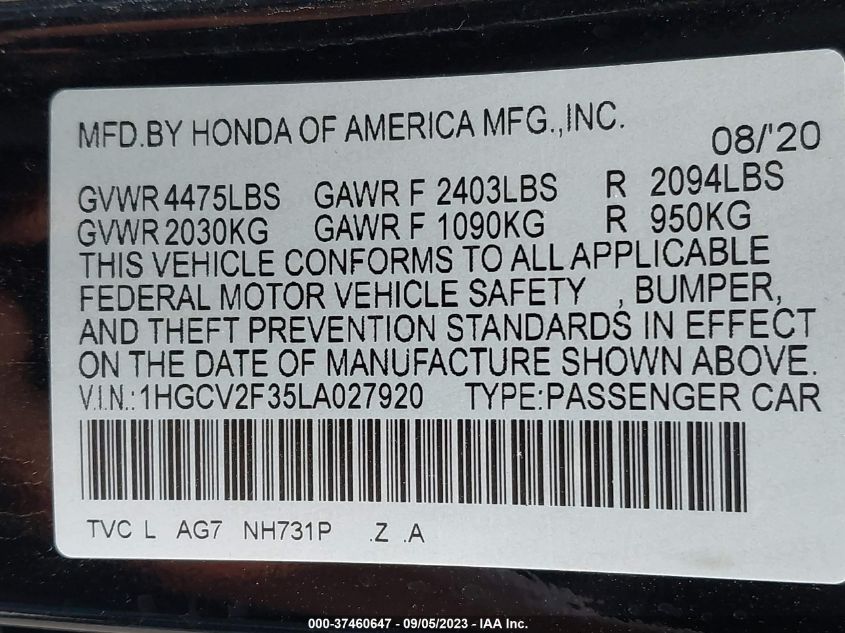 MFD.BY HONDA OF AMERICA MFG.,INC. 08/'20
GVWR 4475LBS GAWR F 2403LBS R 2094LBS
GVWR 2030KG GAWR F 1090KG R 950KG
THIS VEHICLE CONFORMS TO ALL APPLICABLE
FEDERAL MOTOR VEHICLE SAFETY , BUMPER,
AND THEFT PREVENTION STANDARDS IN EFFECT
ON THE DATE OF MANUFACTURE SHOWN ABOVE.
V.I.N.:1HGCV2F35LA027920 TYPE:PASSENGER CAR
TVC L AG7 NH731P .Z .A
000-37460647 - 09/05/2023 - IAA Inc.